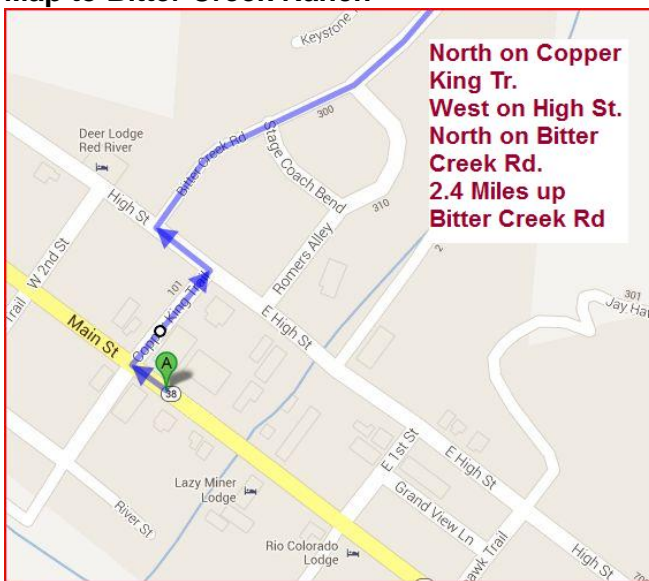 Map to Bitter Creek Ranch
Keystone
North on Copper
King Tr.
West on High St.
North on Bitter
Creek Rd.
2.4 Miles up
Bitter Creek Rd
300
Deer Lodge
Red River
Bitter Creek Rd
Stage Coach Bend
310
High St
Romers Alley
2
W 2nd St
101
Copper King Trail
301
Jay Haw
Trail
Main St
E High St
A
38
E 1st St
E High St
Lazy Miner
Lodge
Grand View Ln
River St
Rio Colorado
Lodge
awk Trail
High St
70